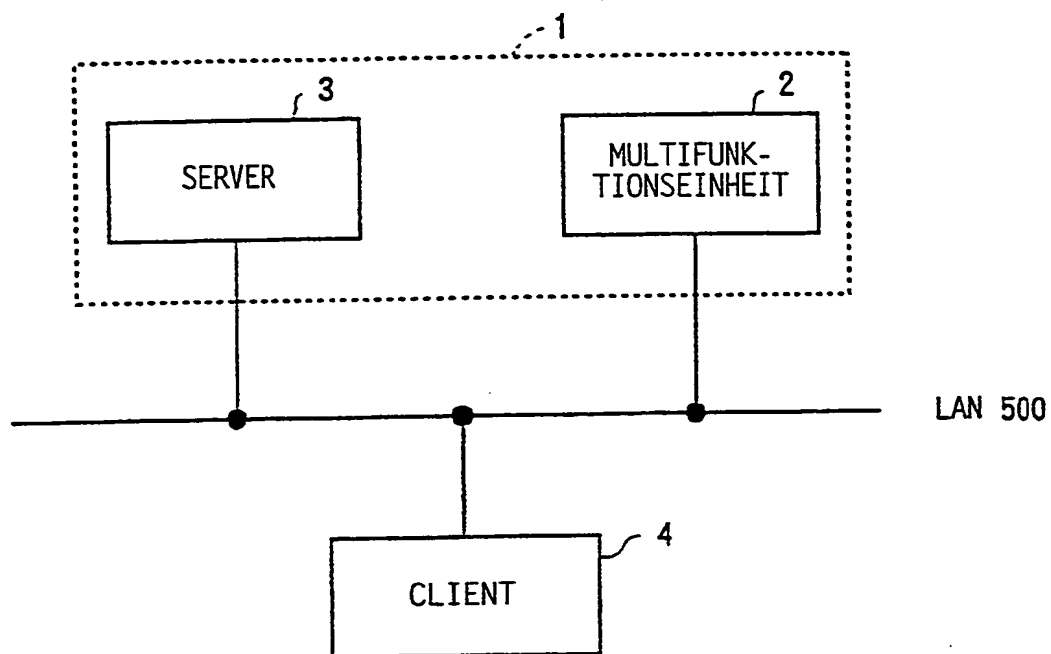 1
3
2
SERVER
MULTIFUNK-
TIONSEINHEIT
LAN 500
4
CLIENT